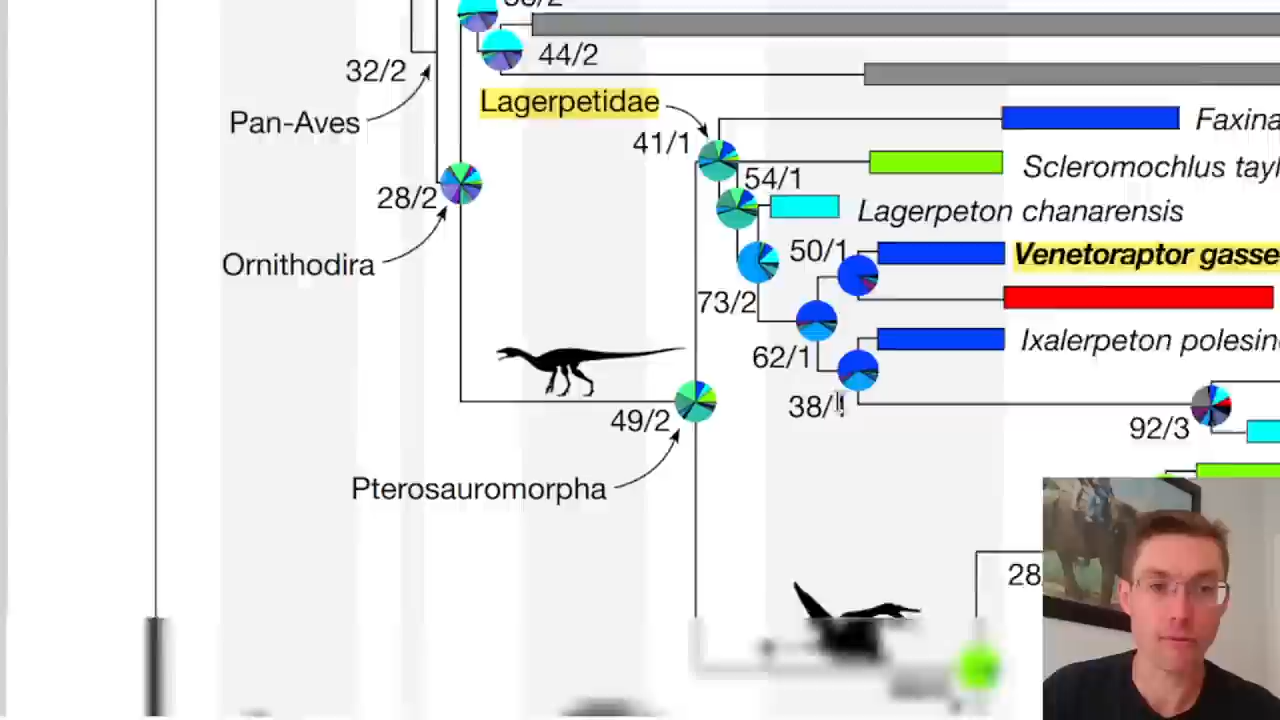 44/2
32/2
Lagerpetidae
Pan-Aves
Faxina
41/1
Scleromochlus tayl
54/1
28/2
Lagerpeton chanarensis
50/1
Venetoraptor gasse
Ornithodira
73/2
Ixalerpeton polesin
62/1
38/
49/2
92/3
Pterosauromorpha
28